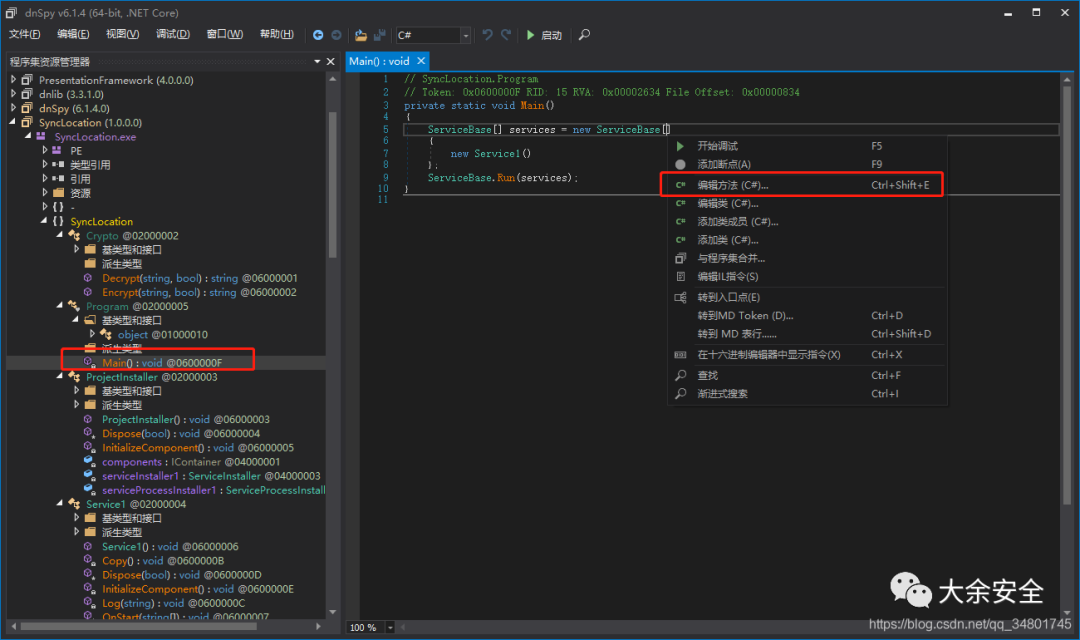 dnSpy v6.1.4 (64-bit, .NET Core)
文件(F) 编辑(E) 视图(V) 调试(D) 窗口(W) 帮助(H) C# 启动
程序集资源管理器
PresentationFramework (4.0.0.0)
dnlib (3.3.1.0)
dnSpy (6.1.4.0)
SyncLocation (1.0.0.0)
SyncLocation.exe
PE
类型引用
引用
资源
{ } -
{ } SyncLocation
Crypto @02000002
基类型和接口
派生类型
Decrypt(string, bool) : string @06000001
Encrypt(string, bool) : string @06000002
Program @02000005
基类型和接口
object @01000010
派生类型
Main() : void @0600000F
ProjectInstaller @02000003
基类型和接口
派生类型
ProjectInstaller() : void @06000003
Dispose(bool) : void @06000004
InitializeComponent() : void @06000005
components : IContainer @04000001
serviceInstaller1 : ServiceInstaller @04000003
serviceProcessInstaller1 : ServiceProcessInstall
Service1 @02000004
基类型和接口
派生类型
Service1() : void @06000006
Copy() : void @0600000B
Dispose(bool) : void @0600000D
InitializeComponent() : void @0600000E
Log(string) : void @0600000C
OnStart(string[]) : void @06000007
Main() : void
1 // SyncLocation.Program
2 // Token: 0x0600000F RID: 15 RVA: 0x00002634 File Offset: 0x00000834
3 private static void Main()
4 {
5 ServiceBase[] services = new ServiceBase[]
6 {
7 new Service1()
8 };
9 ServiceBase.Run(services);
10 }
11
开始调试 F5
添加断点(A) F9
编辑方法 (C#)... Ctrl+Shift+E
编辑类 (C#)...
添加类成员 (C#)...
添加类 (C#)...
与程序集合并...
编辑IL指令(S)
转到入口点(E)
转到MD Token (D)... Ctrl+D
转到 MD 表行...... Ctrl+Shift+D
在十六进制编辑器中显示指令(X) Ctrl+X
查找 Ctrl+F
渐进式搜索 Ctrl+I
100 %
大余安全
https://blog.csdn.net/qq_34801745